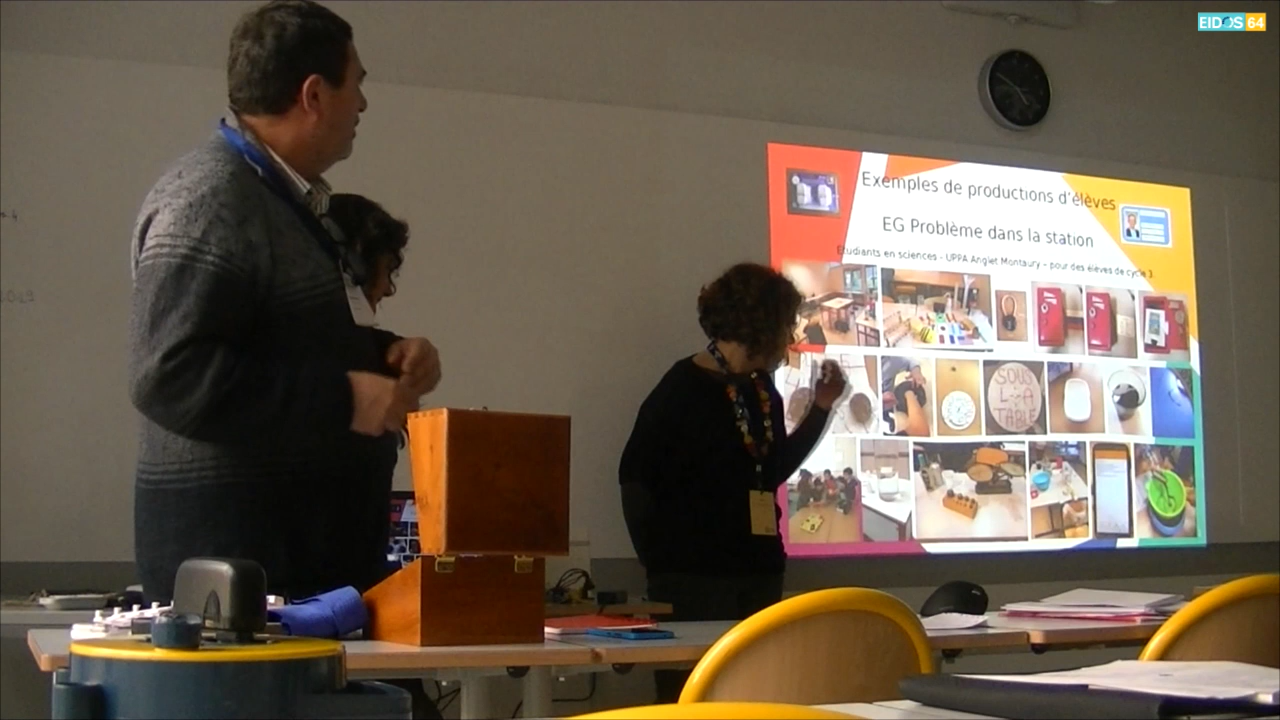 EIDOS 64
Exemples de productions d'élèves
EG Problème dans la station
Etudiants en sciences - UPPA Anglet Montaury – pour des élèves de cycle 3
SOUS
LA
TABLE